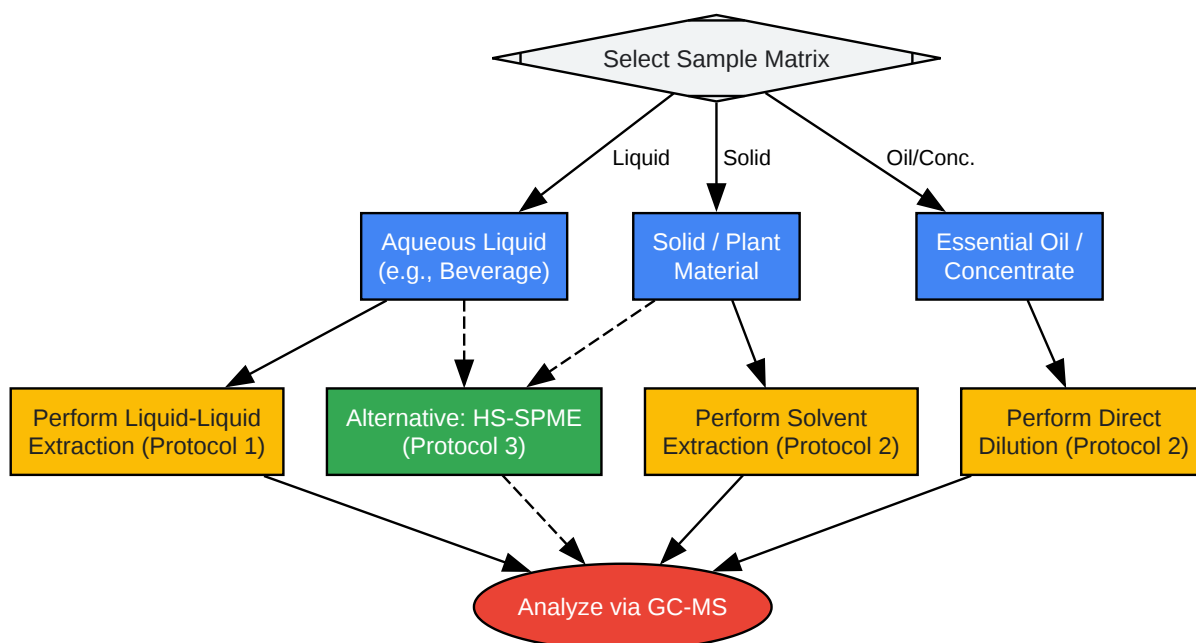 Select Sample Matrix
Liquid
Solid
Oil/Conc.
Aqueous Liquid
(e.g., Beverage)
Solid / Plant
Material
Essential Oil /
Concentrate
Perform Liquid-Liquid
Extraction (Protocol 1)
Alternative: HS-SPME
(Protocol 3)
Perform Solvent
Extraction (Protocol 2)
Perform Direct
Dilution (Protocol 2)
Analyze via GC-MS